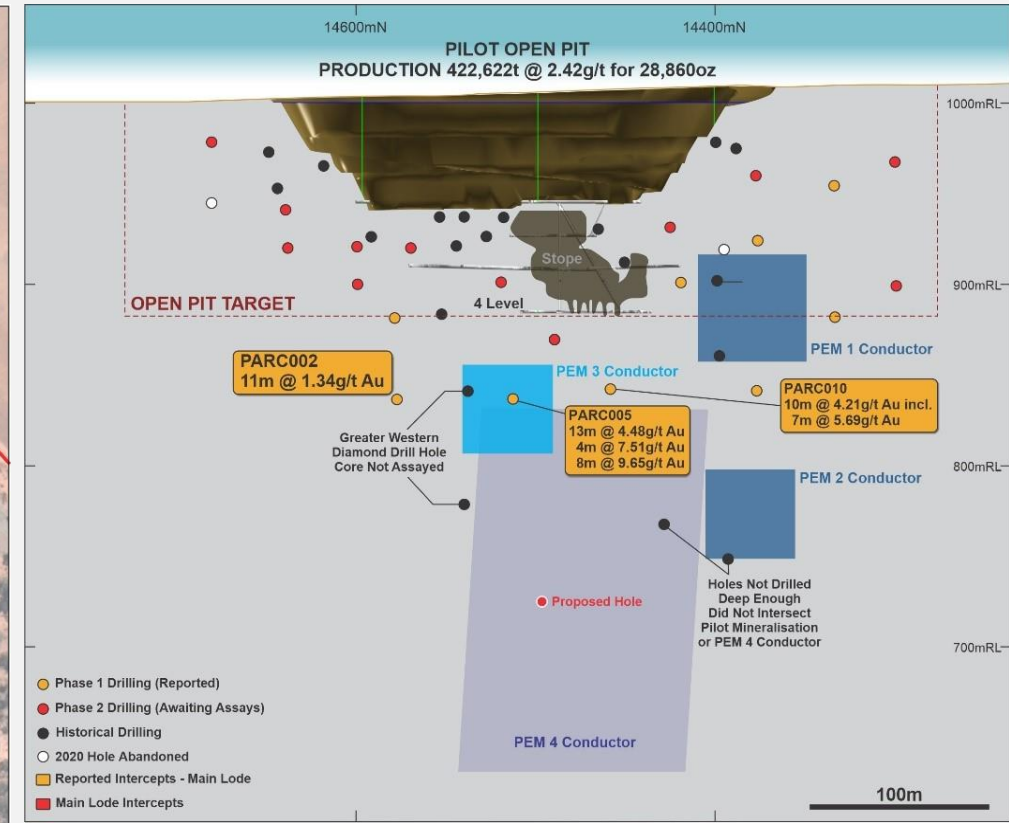 14600mN
14400mN
PILOT OPEN PIT
PRODUCTION 422,622t @ 2.42g/t for 28,860oz
1000mRL
Stope
900mRL
OPEN PIT TARGET
4 Level
PEM 1 Conductor
PARC002
11m @ 1.34g/t Au
PEM 3 Conductor
PARC010
10m @ 4.21g/t Au incl.
7m @ 5.69g/t Au
PARC005
13m @ 4.48g/t Au
4m @ 7.51g/t Au
8m @ 9.65g/t Au
Greater Western
Diamond Drill Hole
Core Not Assayed
800mRL
PEM 2 Conductor
Holes Not Drilled
Deep Enough
Did Not Intersect
Pilot Mineralisation
or PEM 4 Conductor
Proposed Hole
700mRL
Phase 1 Drilling (Reported)
Phase 2 Drilling (Awaiting Assays)
Historical Drilling
2020 Hole Abandoned
Reported Intercepts - Main Lode
Main Lode Intercepts
PEM 4 Conductor
100m